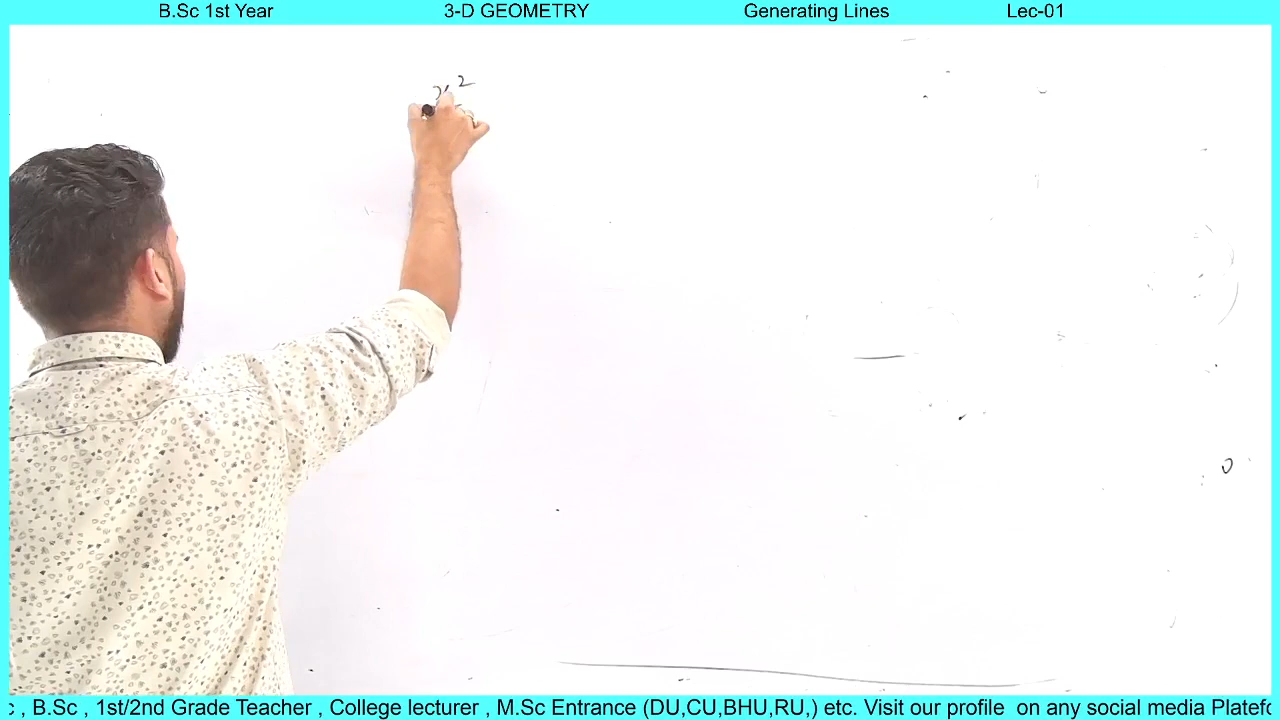 B.Sc 1st Year 3-D GEOMETRY Generating Lines Lec-01
x²
, B.Sc , 1st/2nd Grade Teacher , College lecturer , M.Sc Entrance (DU,CU,BHU,RU,) etc. Visit our profile on any social media